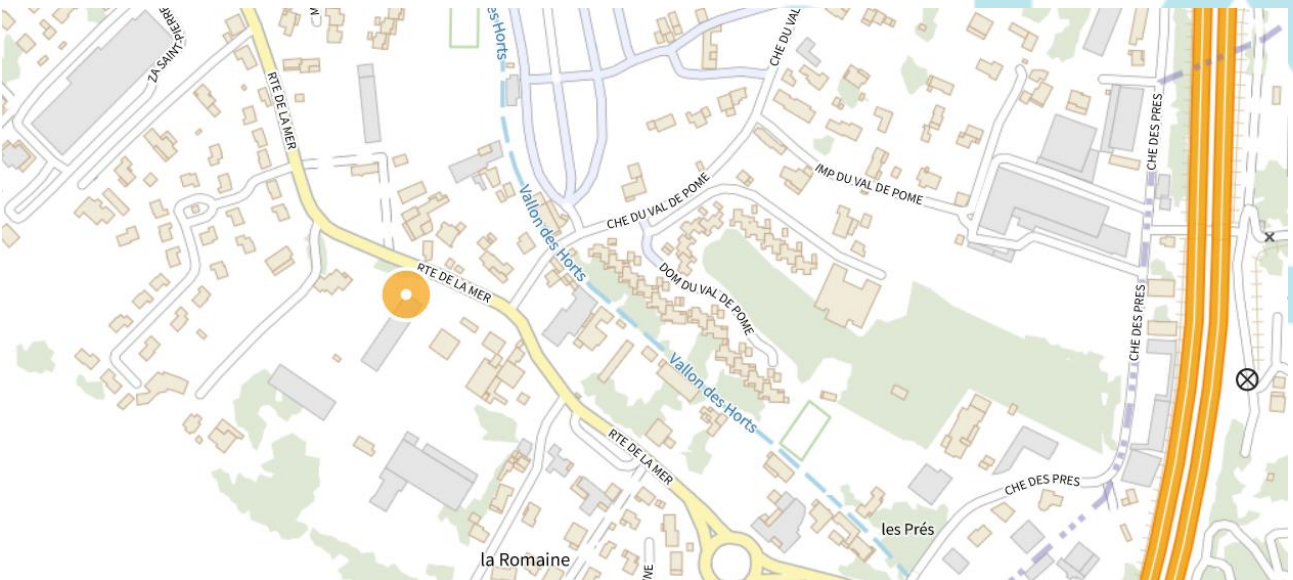 ZA SAINT-PIERRE
RTE DE LA MER
CHE DU VAL
CHE DES PRES
IMP DU VAL DE POME
CHE DU VAL DE POME
Vallon des Horts
RTE DE LA MER
DOM DU VAL DE POME
CHE DES PRES
Vallon des Horts
RTE DE LA MER
CHE DES PRES
les Prés
la Romaine